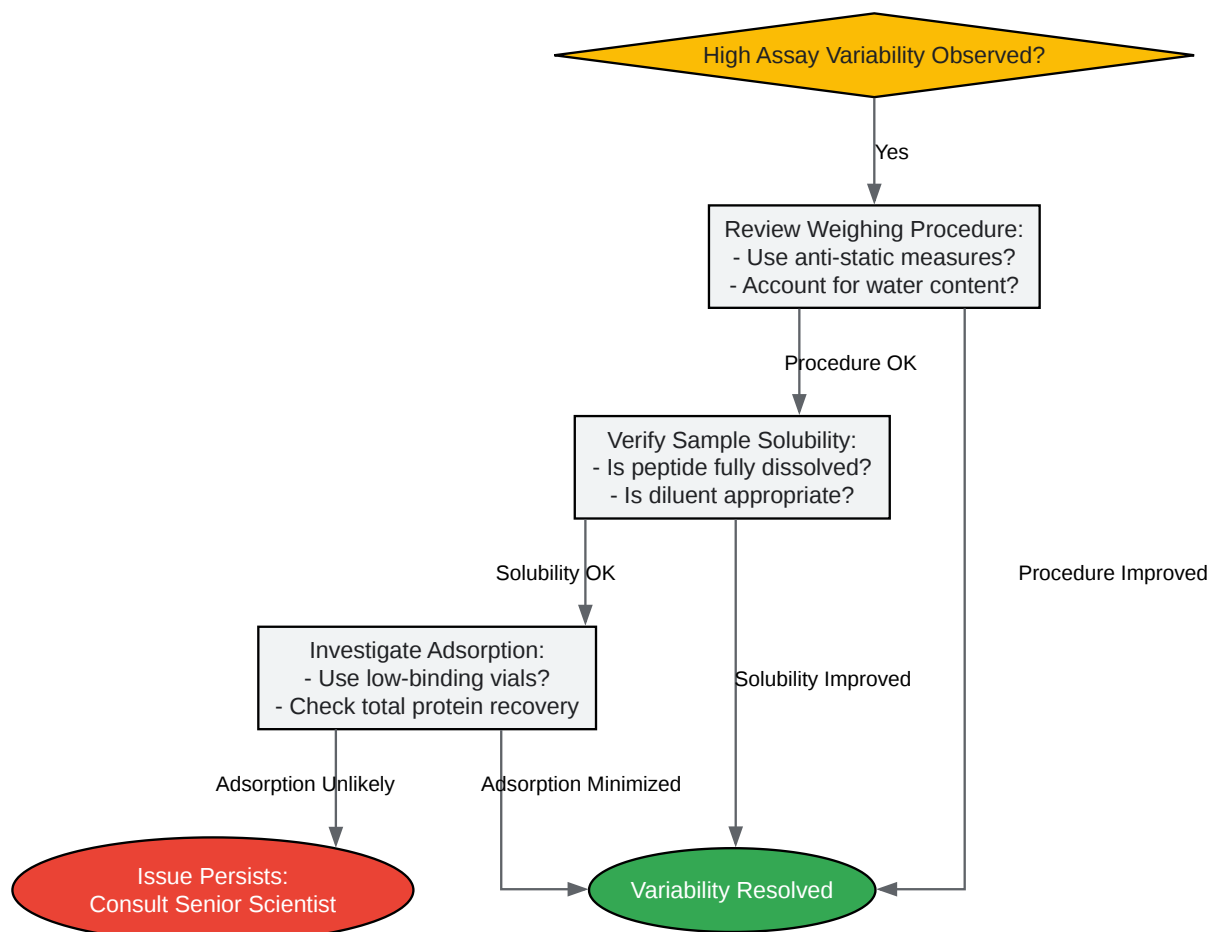 High Assay Variability Observed?
Yes
Review Weighing Procedure:
- Use anti-static measures?
- Account for water content?
Procedure OK
Verify Sample Solubility:
- Is peptide fully dissolved?
- Is diluent appropriate?
Solubility OK
Procedure Improved
Investigate Adsorption:
- Use low-binding vials?
- Check total protein recovery
Solubility Improved
Adsorption Unlikely
Adsorption Minimized
Issue Persists:
Consult Senior Scientist
Variability Resolved